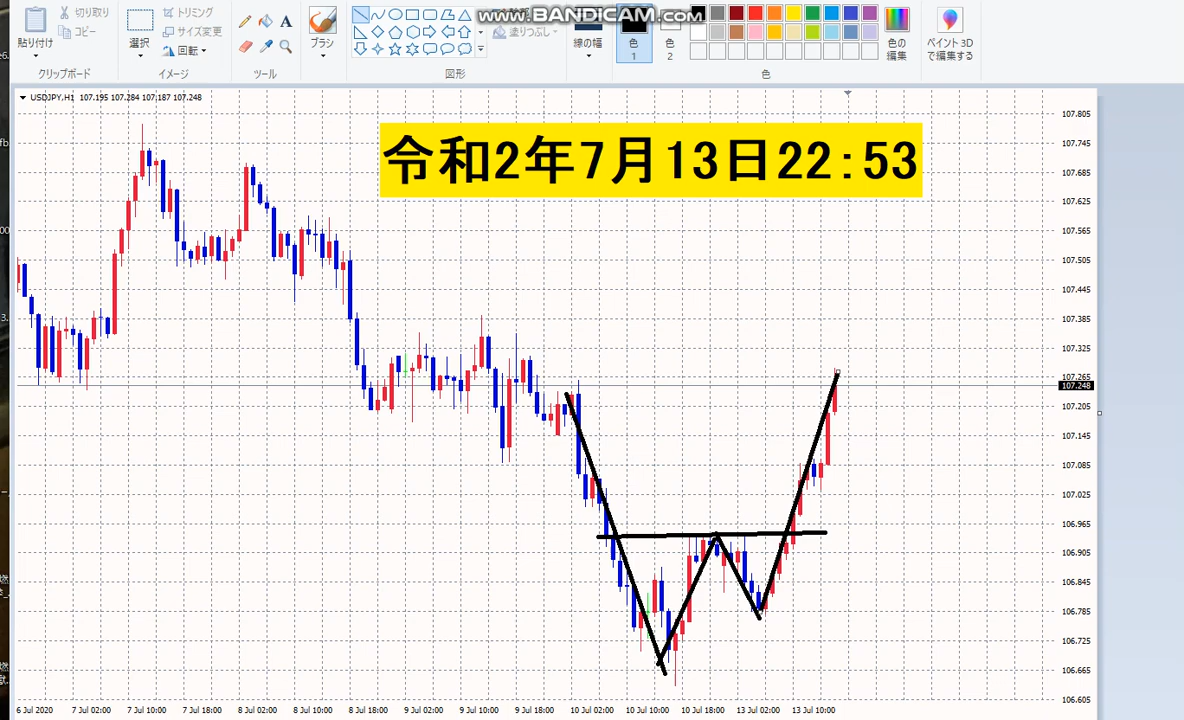 www.BANDICAM.com
切り取り
コピー
貼り付け
クリップボード
トリミング
サイズ変更
回転
選択
イメージ
A
ツール
ブラシ
塗りつぶし
図形
線の幅
色
1
色
2
色の
編集
ペイント 3D
で編集する
色
USDJPY,H1 107.195 107.284 107.187 107.248
令和2年7月13日22:53
107.805
107.745
107.685
107.625
107.565
107.505
107.445
107.385
107.325
107.265
107.248
107.205
107.145
107.085
107.025
106.965
106.905
106.845
106.785
106.725
106.665
106.605
6 Jul 2020
7 Jul 02:00
7 Jul 10:00
7 Jul 18:00
8 Jul 02:00
8 Jul 10:00
8 Jul 18:00
9 Jul 02:00
9 Jul 10:00
9 Jul 18:00
10 Jul 02:00
10 Jul 10:00
10 Jul 18:00
13 Jul 02:00
13 Jul 10:00